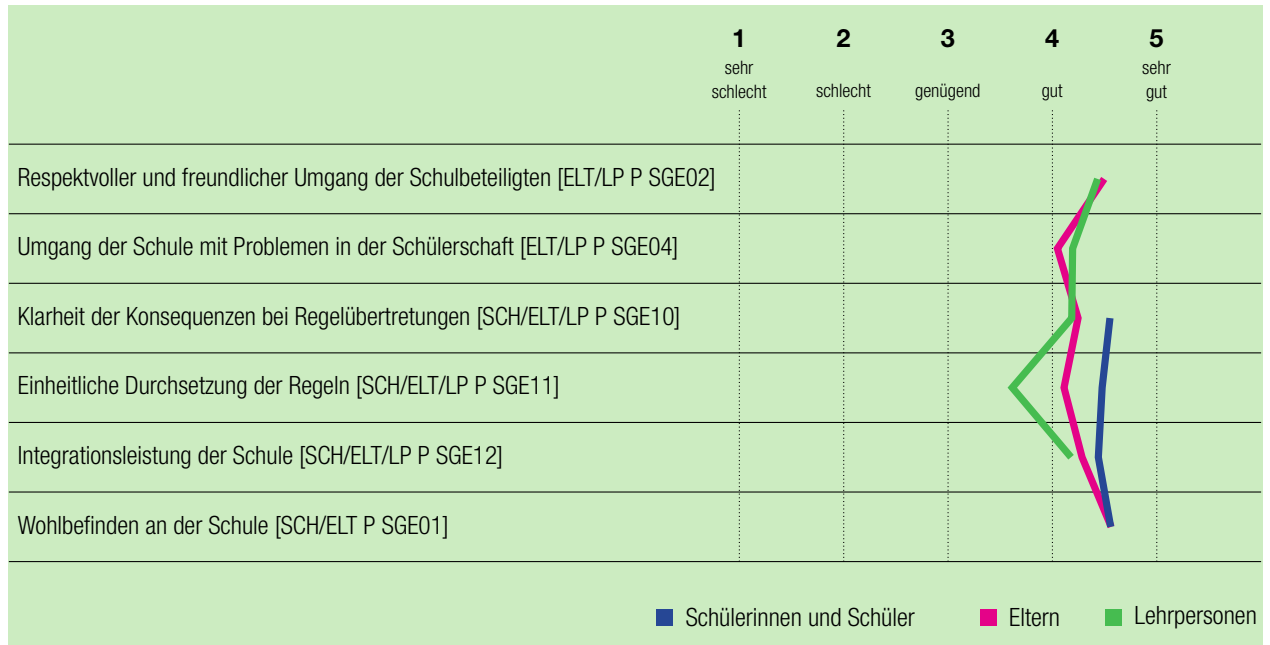 1 2 3 4 5
sehr schlecht schlecht genügend gut sehr gut
Respektvoller und freundlicher Umgang der Schulbeteiligten [ELT/LP P SGE02]
Umgang der Schule mit Problemen in der Schülerschaft [ELT/LP P SGE04]
Klarheit der Konsequenzen bei Regelübertretungen [SCH/ELT/LP P SGE10]
Einheitliche Durchsetzung der Regeln [SCH/ELT/LP P SGE11]
Integrationsleistung der Schule [SCH/ELT/LP P SGE12]
Wohlbefinden an der Schule [SCH/ELT P SGE01]
Schülerinnen und Schüler Eltern Lehrpersonen